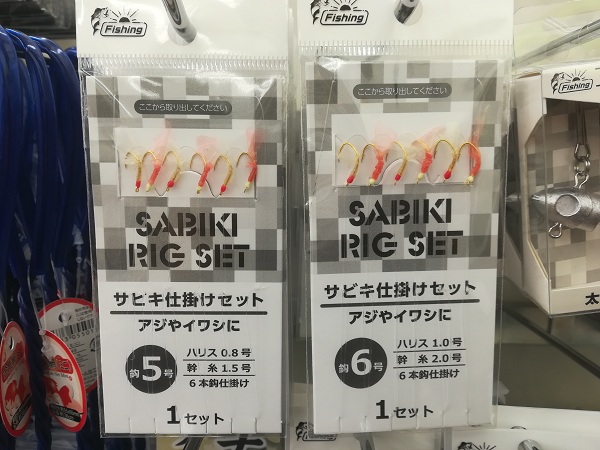 Fishing
ここから取り出してください
SABIKI
RIG SET
サビキ仕掛けセット
アジやイワシに
鈎5号
ハリス 0.8 号
幹 糸 1.5 号
6本鈎仕掛け
1セット
Fishing
ここから取り出してください
SABIKI
RIG SET
サビキ仕掛けセット
アジやイワシに
鈎6号
ハリス 1.0 号
幹 糸 2.0 号
6本鈎仕掛け
1セット
Fishing
太
Fishing
Fishing